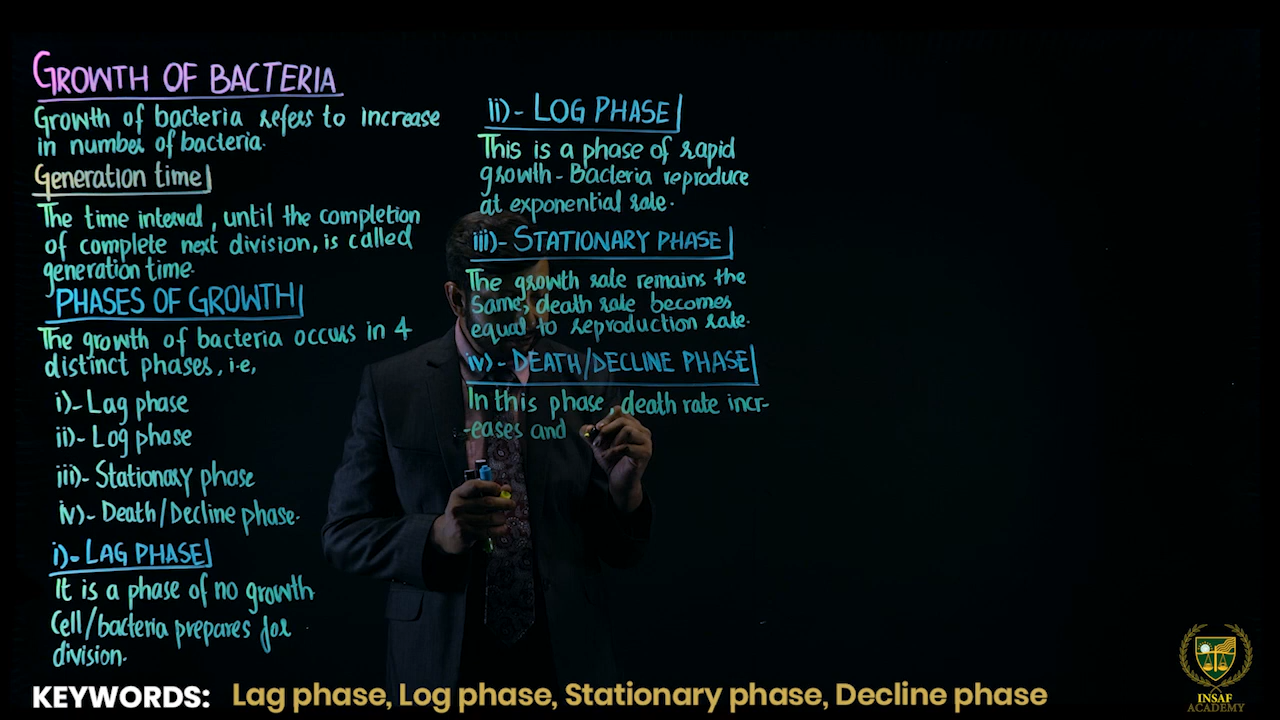 GROWTH OF BACTERIA
Growth of bacteria refers to increase
in number of bacteria.
Generation time
The time interval, until the completion
of complete next division, is called
generation time.
PHASES OF GROWTH
The growth of bacteria occurs in 4
distinct phases, i.e,
i)- Lag phase
ii)- Log phase
iii)- Stationary phase
iv)- Death/Decline phase.
i)- LAG PHASE
It is a phase of no growth
Cell/bacteria prepares for
division.
ii)- LOG PHASE
This is a phase of rapid
growth - Bacteria reproduce
at exponential rate.
iii)- STATIONARY PHASE
The growth rate remains the
same, death rate becomes
equal to reproduction rate.
iv)- DEATH/DECLINE PHASE
In this phase, death rate incr-
-eases and
KEYWORDS: Lag phase, Log phase, Stationary phase, Decline phase
INSAF
ACADEMY